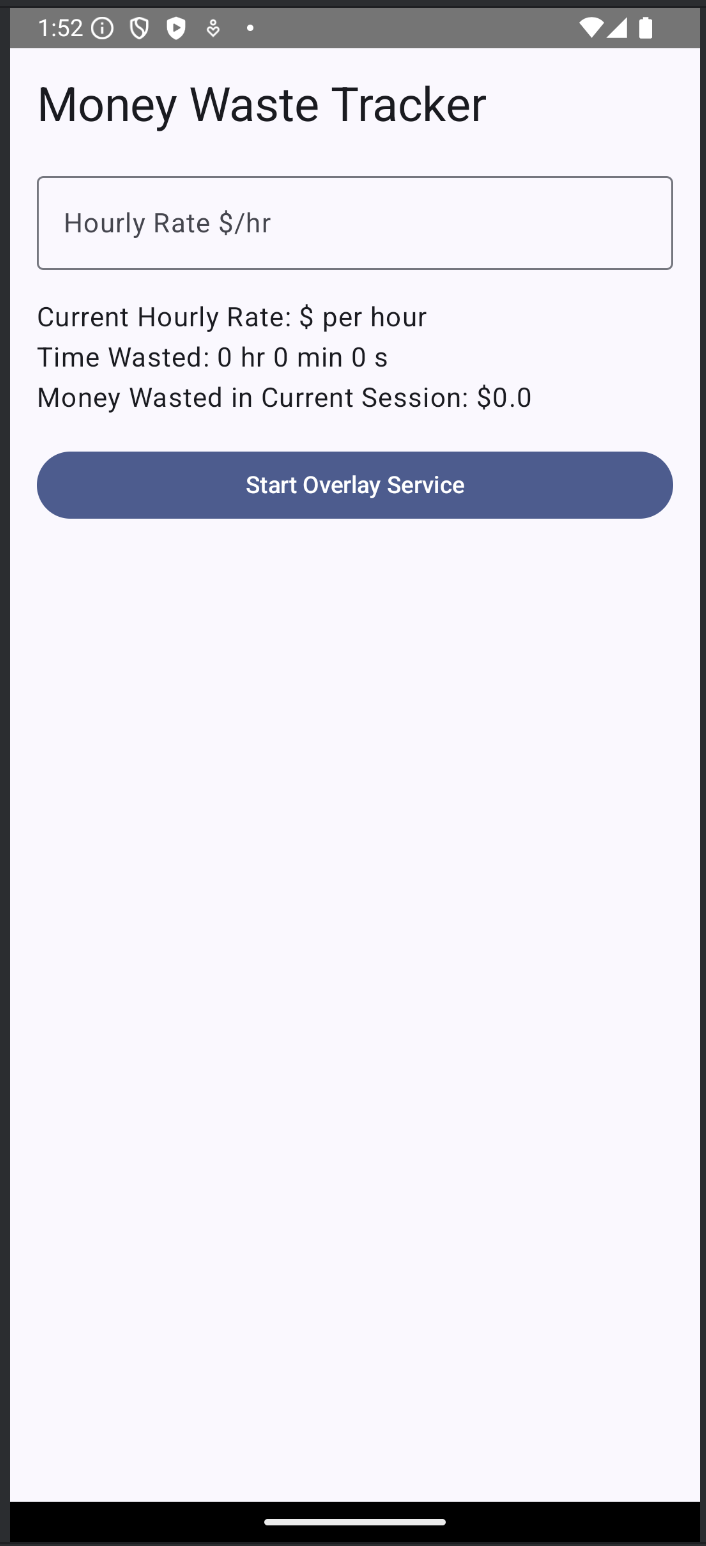 1:52
Money Waste Tracker
Hourly Rate $/hr
Current Hourly Rate: $ per hour
Time Wasted: 0 hr 0 min 0 s
Money Wasted in Current Session: $0.0
Start Overlay Service